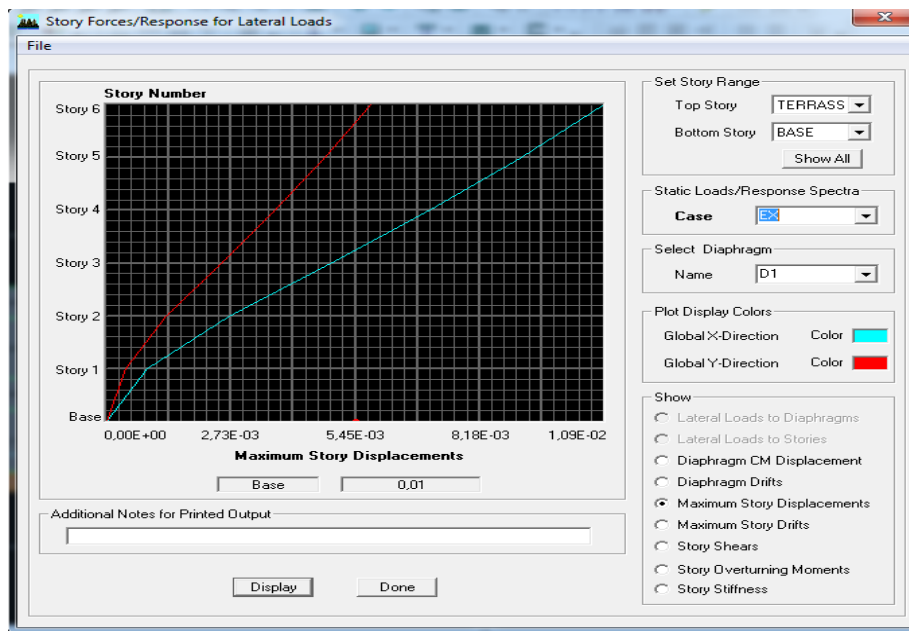 Story Forces/Response for Lateral Loads
File
Story Number
Story 6
Story 5
Story 4
Story 3
Story 2
Story 1
Base
0,00E+00 2,73E-03 5,45E-03 8,18E-03 1,09E-02
Maximum Story Displacements
Base 0,01
Additional Notes for Printed Output
Display Done
Set Story Range
Top Story TERRASS
Bottom Story BASE
Show All
Static Loads/Response Spectra
Case EX
Select Diaphragm
Name D1
Plot Display Colors
Global X-Direction Color
Global Y-Direction Color
Show
Lateral Loads to Diaphragms
Lateral Loads to Stories
Diaphragm CM Displacement
Diaphragm Drifts
Maximum Story Displacements
Maximum Story Drifts
Story Shears
Story Overturning Moments
Story Stiffness